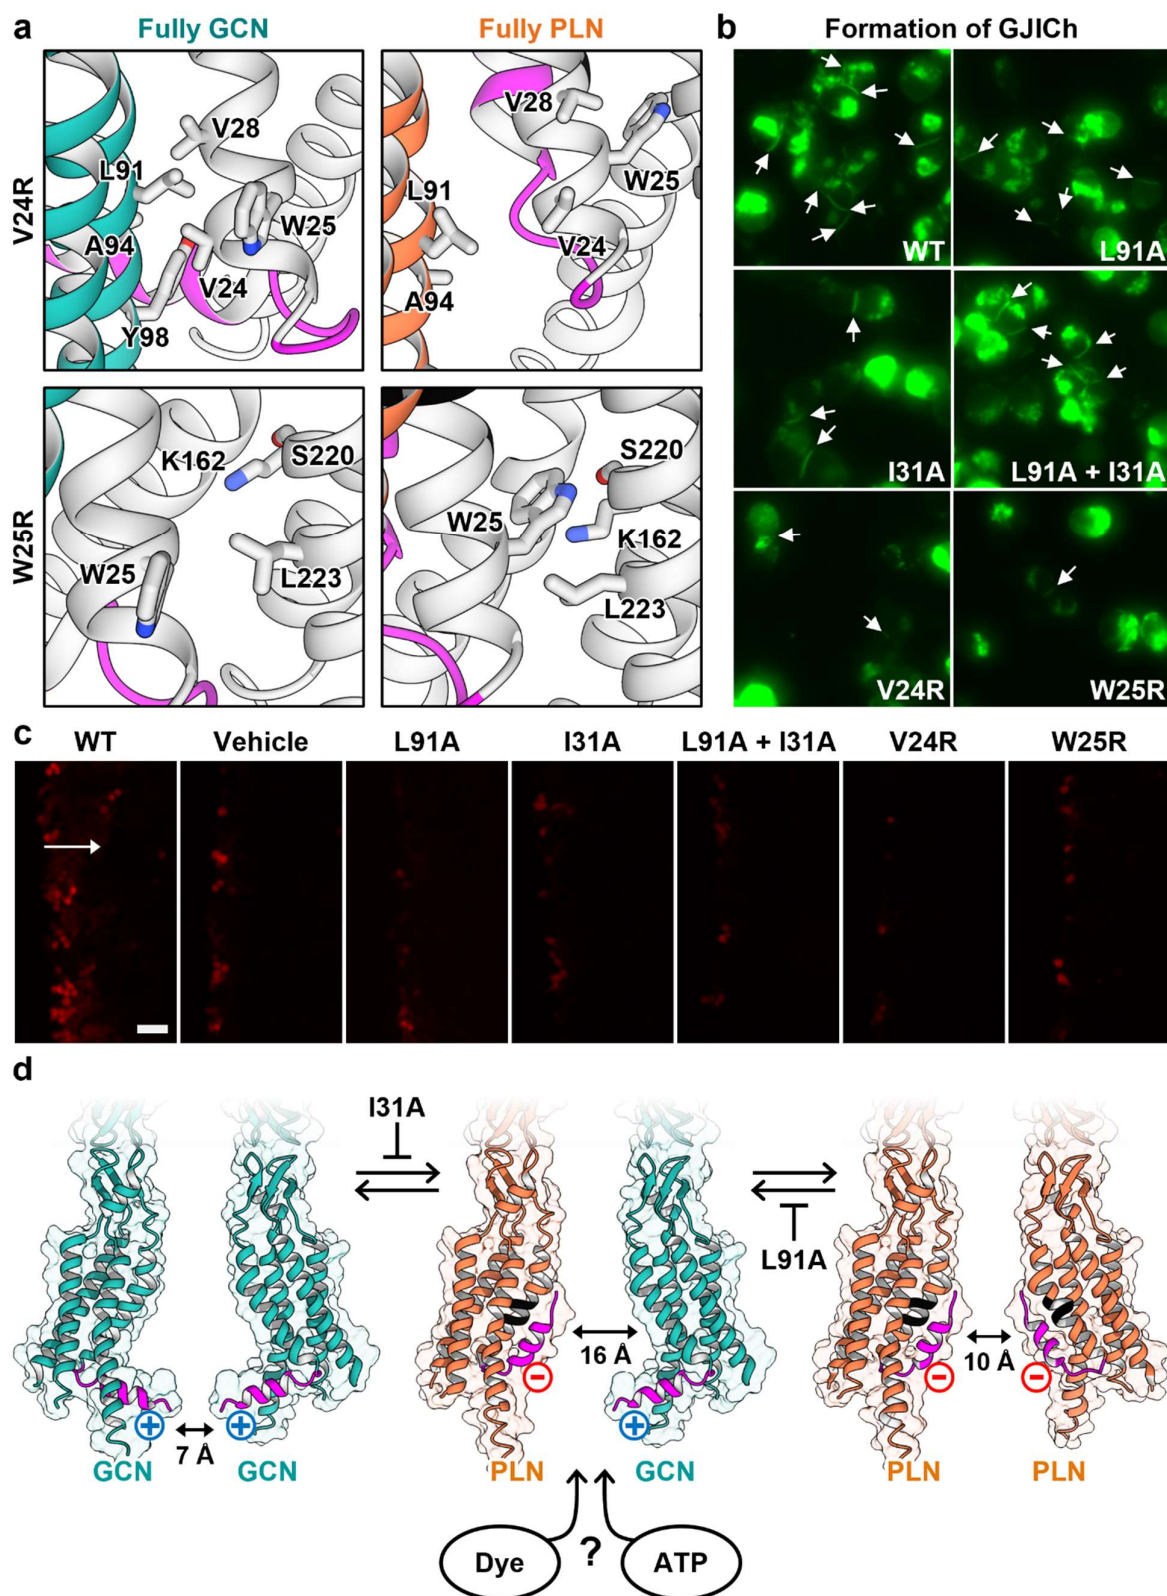 a
Fully GCN
Fully PLN
V24R
V28
L91
W25
A94
V24
Y98
V28
L91
W25
V24
A94
W25R
K162
S220
W25
L223
S220
W25
K162
L223
b
Formation of GJICh
WT
L91A
I31A
L91A + I31A
V24R
W25R
c
WT
Vehicle
L91A
I31A
L91A + I31A
V24R
W25R
d
I31A
L91A
16 Å
10 Å
7 Å
− − −
+ + +
GCN
GCN
PLN
GCN
PLN
PLN
Dye
?
ATP